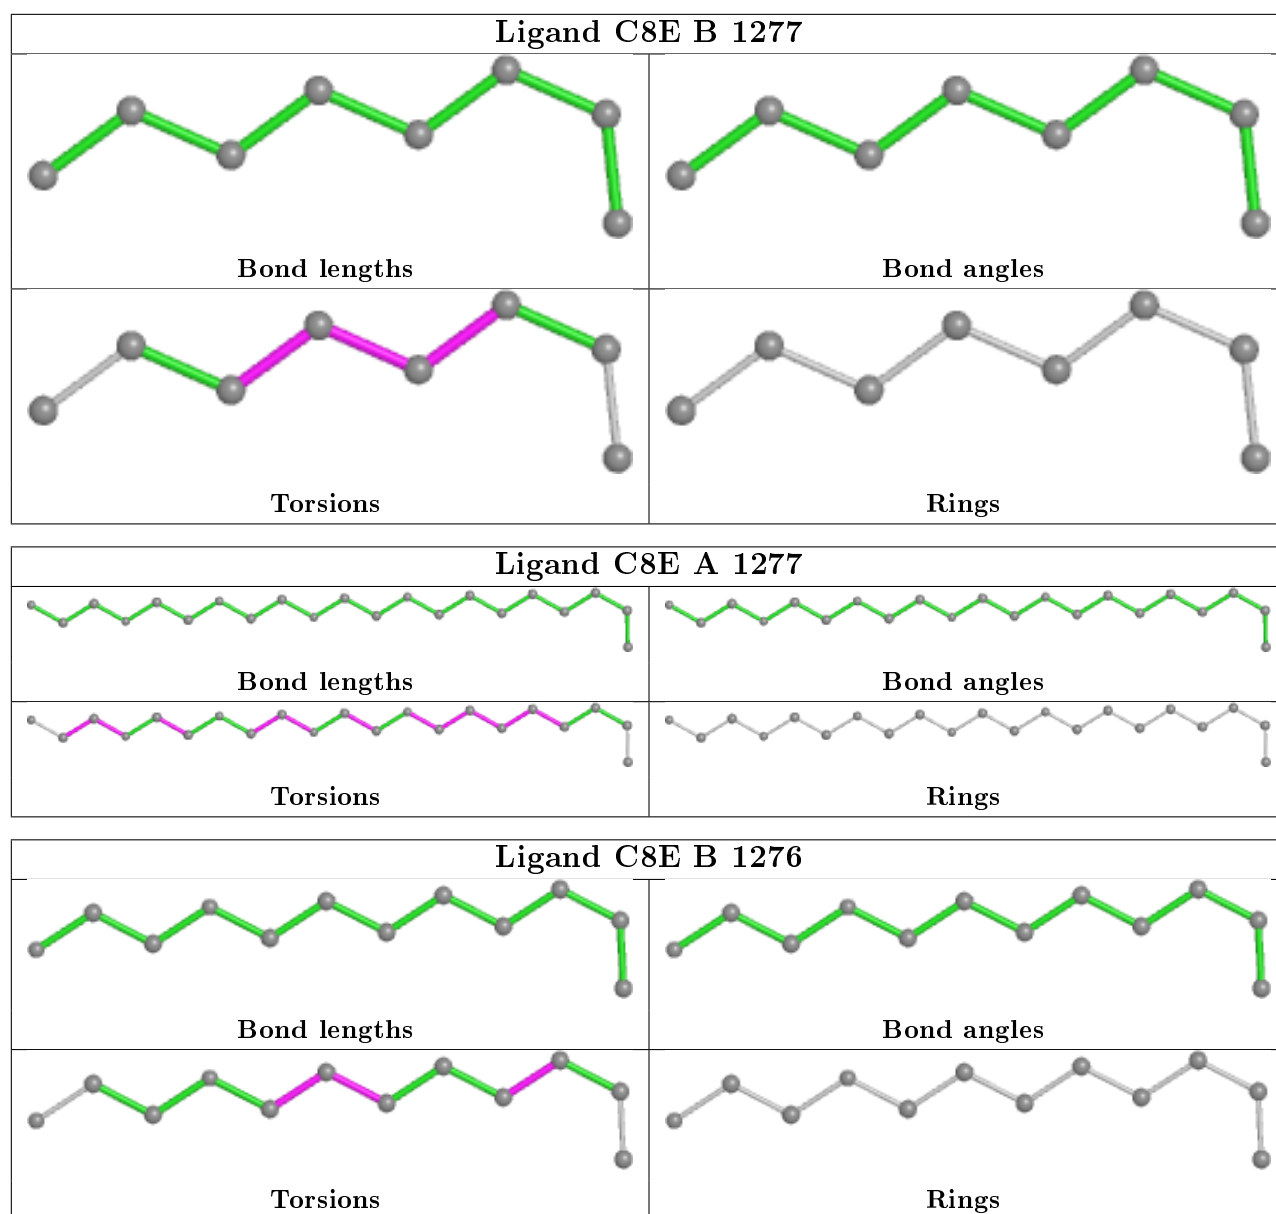 Ligand C8E B 1277
Bond lengths
Bond angles
Torsions
Rings
Ligand C8E A 1277
Bond lengths
Bond angles
Torsions
Rings
Ligand C8E B 1276
Bond lengths
Bond angles
Torsions
Rings